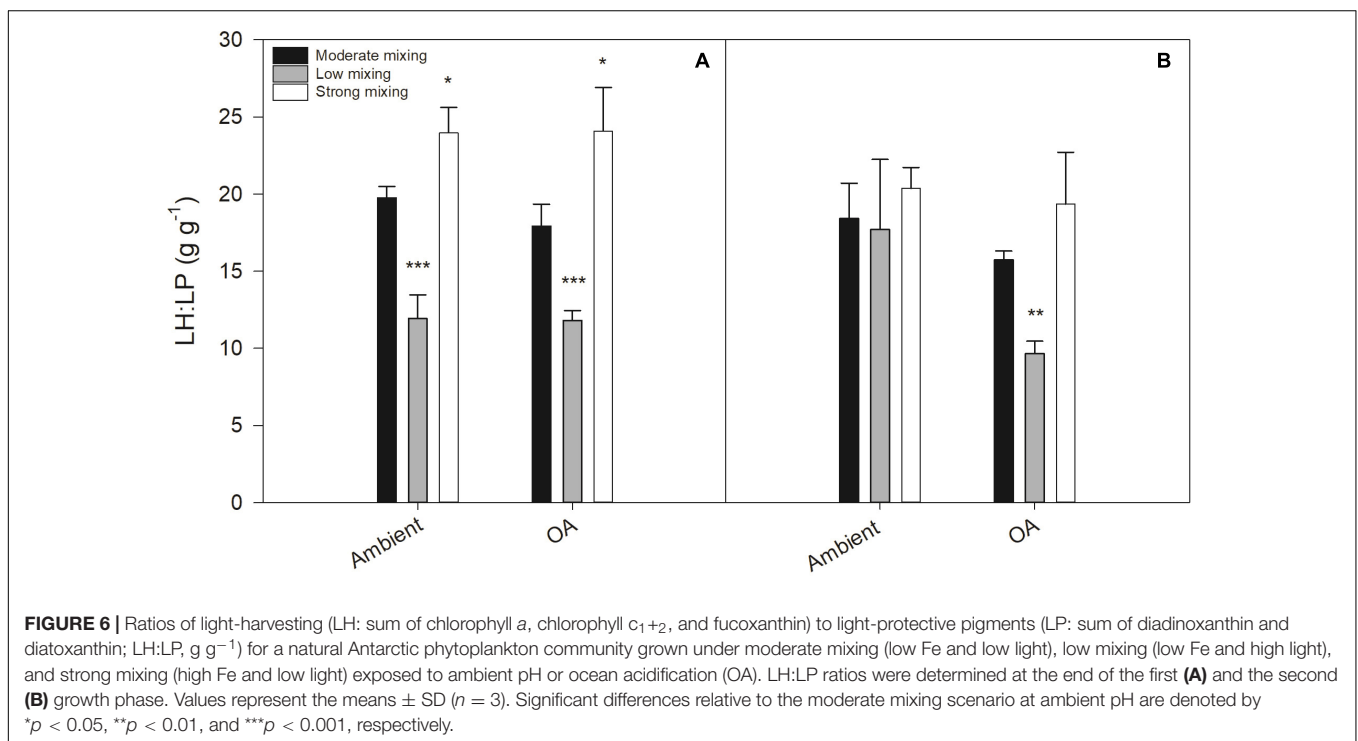 30
25
20
15
10
5
0
LH:LP (g g⁻¹)
Moderate mixing
Low mixing
Strong mixing
A
*
*
***
***
Ambient
OA
B
**
Ambient
OA
FIGURE 6 | Ratios of light-harvesting (LH: sum of chlorophyll a, chlorophyll c₁₊₂, and fucoxanthin) to light-protective pigments (LP: sum of diadinoxanthin and
diatoxanthin; LH:LP, g g⁻¹) for a natural Antarctic phytoplankton community grown under moderate mixing (low Fe and low light), low mixing (low Fe and high light),
and strong mixing (high Fe and low light) exposed to ambient pH or ocean acidification (OA). LH:LP ratios were determined at the end of the first (A) and the second
(B) growth phase. Values represent the means ± SD (n = 3). Significant differences relative to the moderate mixing scenario at ambient pH are denoted by
*p < 0.05, **p < 0.01, and ***p < 0.001, respectively.